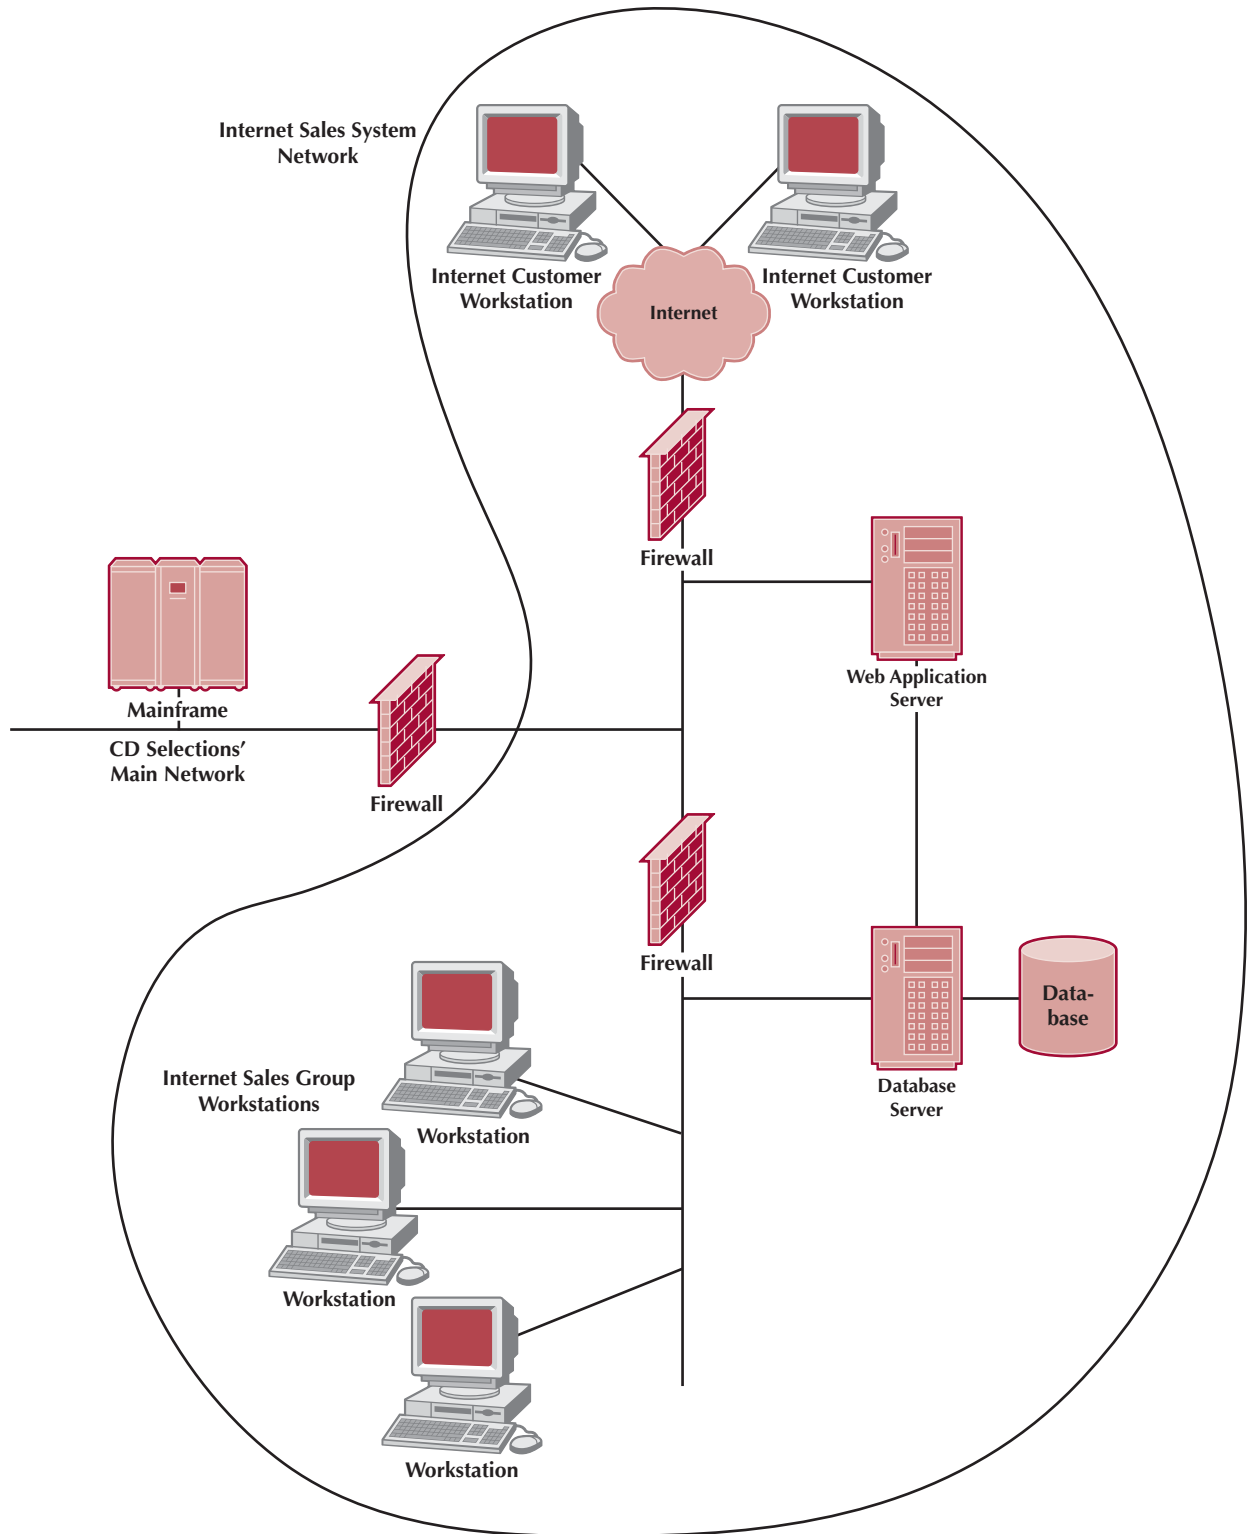 Internet Sales System
Network
Internet Customer
Workstation
Internet Customer
Workstation
Internet
Firewall
Web Application
Server
Mainframe
CD Selections’
Main Network
Firewall
Firewall
Data-
base
Database
Server
Internet Sales Group
Workstations
Workstation
Workstation
Workstation